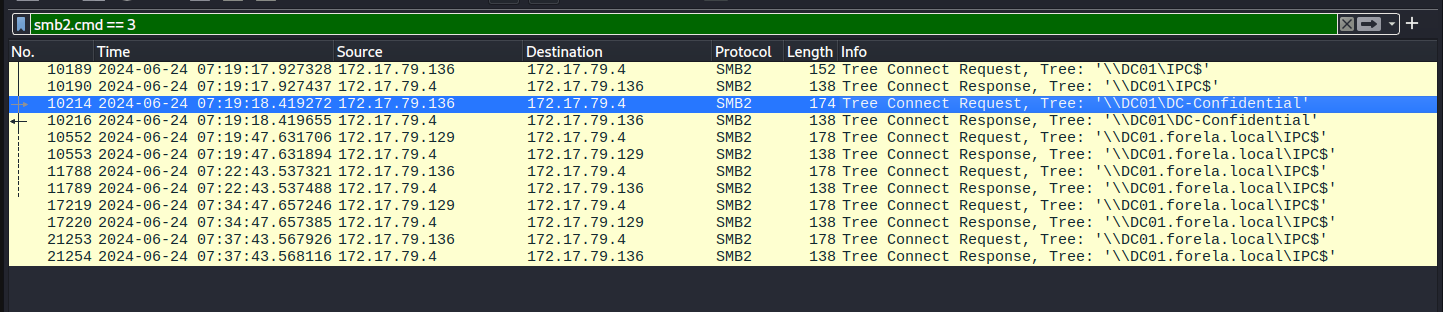 smb2.cmd == 3
No. Time Source Destination Protocol Length Info
10189 2024-06-24 07:19:17.927328 172.17.79.136 172.17.79.4 SMB2 152 Tree Connect Request, Tree: '\\DC01\IPC$'
10190 2024-06-24 07:19:17.927437 172.17.79.4 172.17.79.136 SMB2 138 Tree Connect Response, Tree: '\\DC01\IPC$'
10214 2024-06-24 07:19:18.419272 172.17.79.136 172.17.79.4 SMB2 174 Tree Connect Request, Tree: '\\DC01\DC-Confidential'
10216 2024-06-24 07:19:18.419655 172.17.79.4 172.17.79.136 SMB2 138 Tree Connect Response, Tree: '\\DC01\DC-Confidential'
10552 2024-06-24 07:19:47.631706 172.17.79.129 172.17.79.4 SMB2 178 Tree Connect Request, Tree: '\\DC01.forela.local\IPC$'
10553 2024-06-24 07:19:47.631894 172.17.79.4 172.17.79.129 SMB2 138 Tree Connect Response, Tree: '\\DC01.forela.local\IPC$'
11788 2024-06-24 07:22:43.537321 172.17.79.136 172.17.79.4 SMB2 178 Tree Connect Request, Tree: '\\DC01.forela.local\IPC$'
11789 2024-06-24 07:22:43.537488 172.17.79.4 172.17.79.136 SMB2 138 Tree Connect Response, Tree: '\\DC01.forela.local\IPC$'
17219 2024-06-24 07:34:47.657246 172.17.79.129 172.17.79.4 SMB2 178 Tree Connect Request, Tree: '\\DC01.forela.local\IPC$'
17220 2024-06-24 07:34:47.657385 172.17.79.4 172.17.79.129 SMB2 138 Tree Connect Response, Tree: '\\DC01.forela.local\IPC$'
21253 2024-06-24 07:37:43.567926 172.17.79.136 172.17.79.4 SMB2 178 Tree Connect Request, Tree: '\\DC01.forela.local\IPC$'
21254 2024-06-24 07:37:43.568116 172.17.79.4 172.17.79.136 SMB2 138 Tree Connect Response, Tree: '\\DC01.forela.local\IPC$'